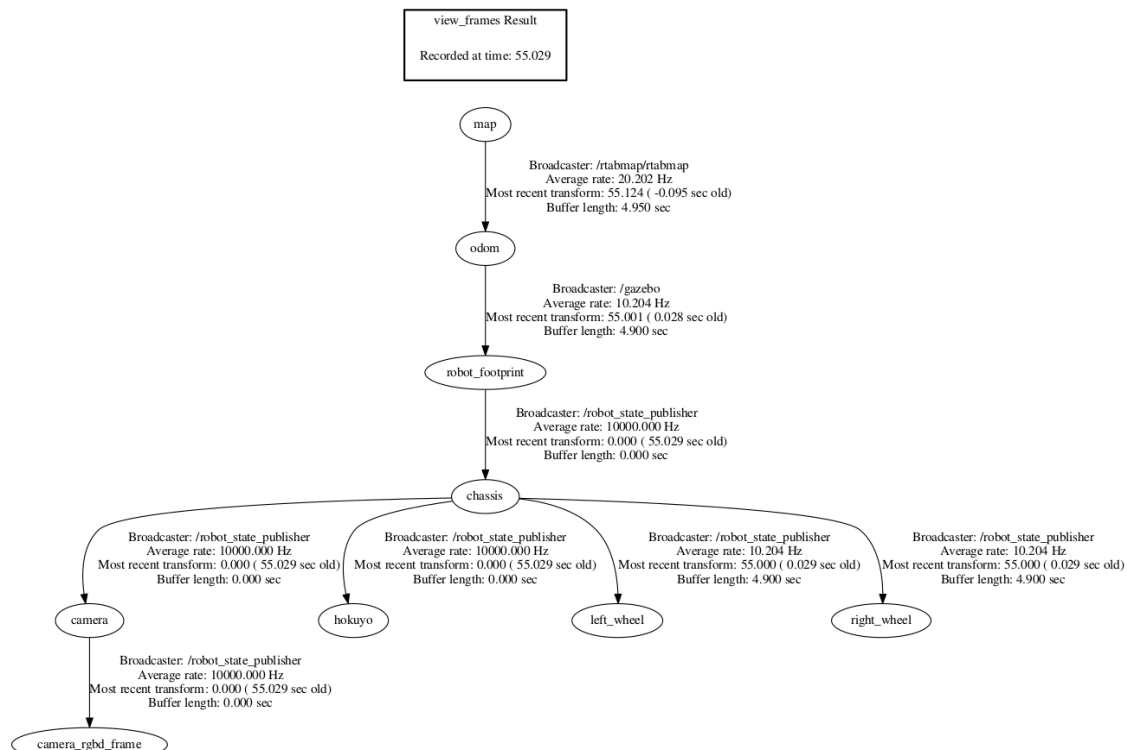 view_frames Result
Recorded at time: 55.029
map
Broadcaster: /rtabmap/rtabmap
Average rate: 20.202 Hz
Most recent transform: 55.124 ( -0.095 sec old)
Buffer length: 4.950 sec
odom
Broadcaster: /gazebo
Average rate: 10.204 Hz
Most recent transform: 55.001 ( 0.028 sec old)
Buffer length: 4.900 sec
robot_footprint
Broadcaster: /robot_state_publisher
Average rate: 10000.000 Hz
Most recent transform: 0.000 ( 55.029 sec old)
Buffer length: 0.000 sec
chassis
Broadcaster: /robot_state_publisher
Average rate: 10000.000 Hz
Most recent transform: 0.000 ( 55.029 sec old)
Buffer length: 0.000 sec
Broadcaster: /robot_state_publisher
Average rate: 10000.000 Hz
Most recent transform: 0.000 ( 55.029 sec old)
Buffer length: 0.000 sec
Broadcaster: /robot_state_publisher
Average rate: 10.204 Hz
Most recent transform: 55.000 ( 0.029 sec old)
Buffer length: 4.900 sec
Broadcaster: /robot_state_publisher
Average rate: 10.204 Hz
Most recent transform: 55.000 ( 0.029 sec old)
Buffer length: 4.900 sec
camera
hokuyo
left_wheel
right_wheel
Broadcaster: /robot_state_publisher
Average rate: 10000.000 Hz
Most recent transform: 0.000 ( 55.029 sec old)
Buffer length: 0.000 sec
camera_rgbd_frame